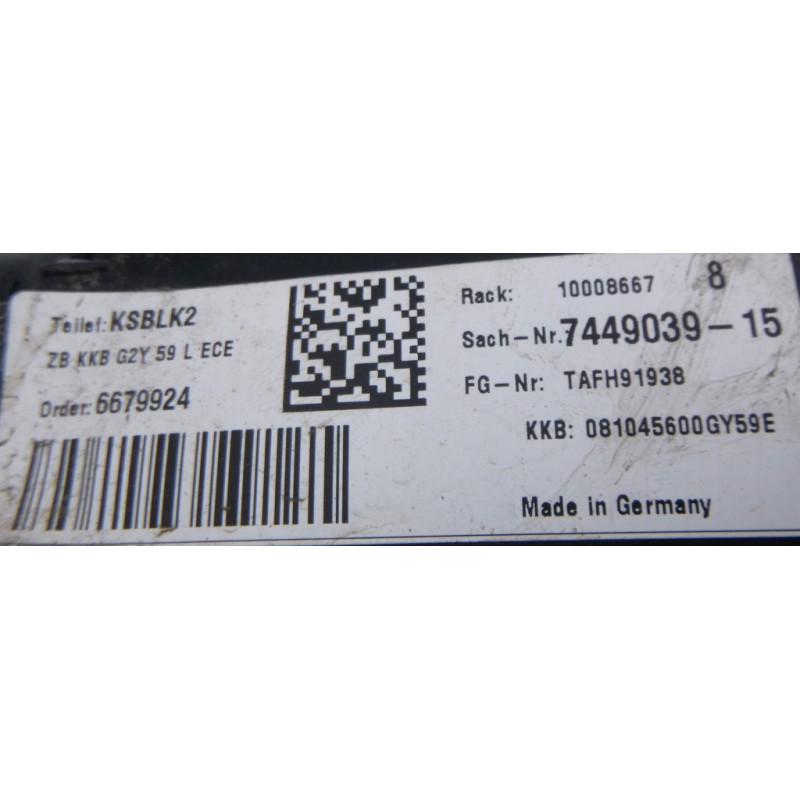 Teilef: KSBLK2
ZB KKB G2Y 59 L ECE
Order: 6679924
Rack: 10008667 8
Sach-Nr. 7449039-15
FG-Nr: TAFH91938
KKB: 081045600GY59E
Made in Germany